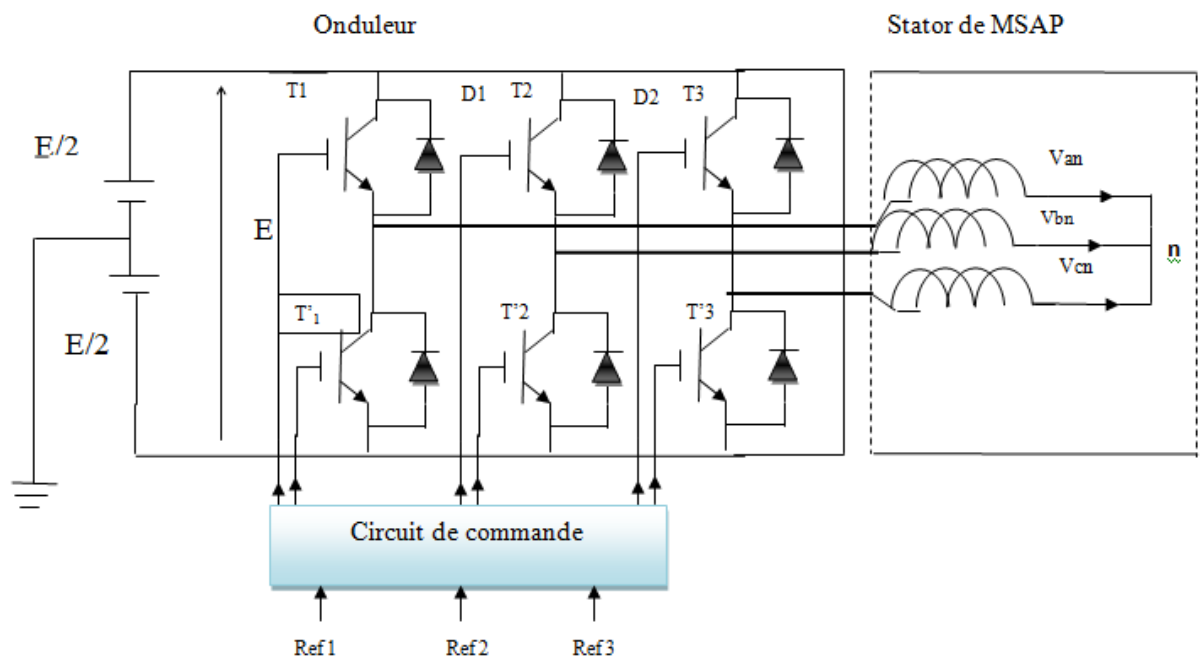 Onduleur
Stator de MSAP
T1
D1
T2
D2
T3
E/2
E
E/2
T'1
T'2
T'3
Van
Vbn
Vcn
n
Circuit de commande
Ref1
Ref2
Ref3